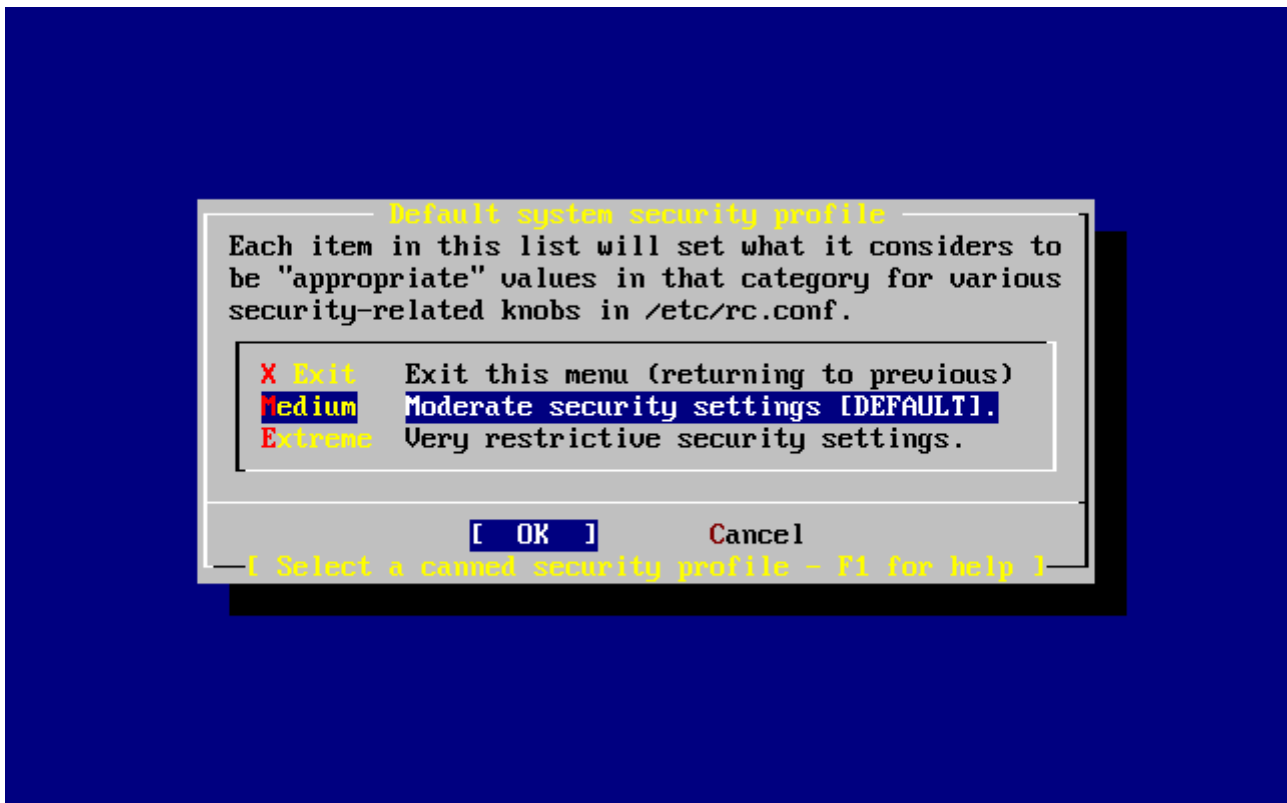 Default system security profile
Each item in this list will set what it considers to
be "appropriate" values in that category for various
security-related knobs in /etc/rc.conf.
X Exit Exit this menu (returning to previous)
Medium Moderate security settings [DEFAULT].
Extreme Very restrictive security settings.
[ OK ] Cancel
[ Select a canned security profile - F1 for help ]